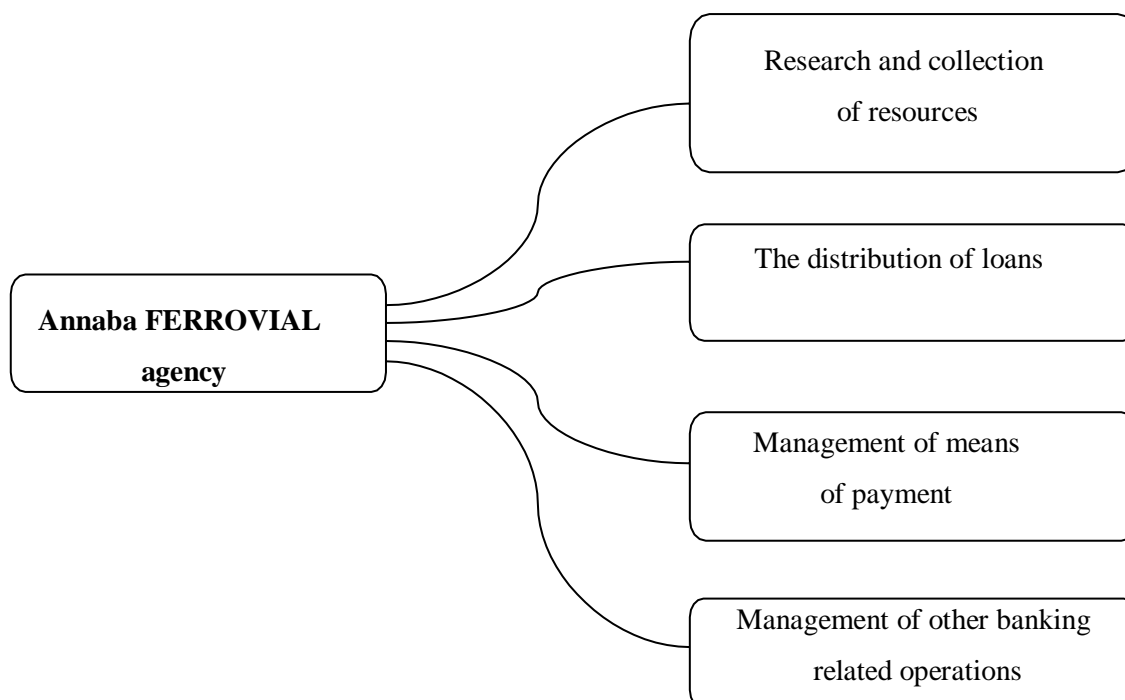 Research and collection
of resources
The distribution of loans
Annaba FERROVIAL
agency
Management of means
of payment
Management of other banking
related operations